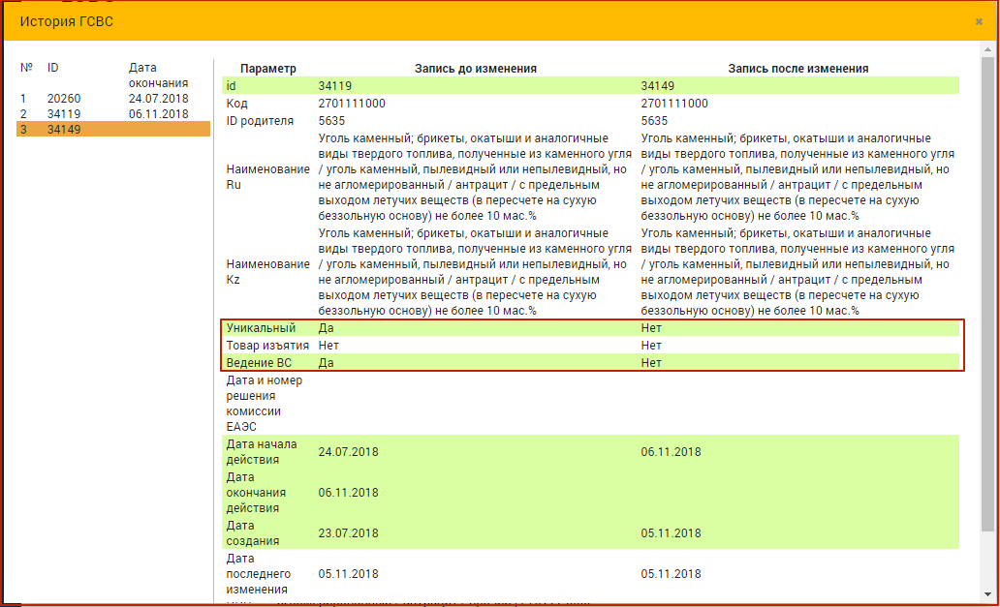 История ГСВС
×
№ ID Дата окончания
1 20260 24.07.2018
2 34119 06.11.2018
3 34149
Параметр Запись до изменения Запись после изменения
id 34119 34149
Код 2701111000 2701111000
ID родителя 5635 5635
Наименование Ru
Уголь каменный; брикеты, окатыши и аналогичные
виды твердого топлива, полученные из каменного угля
/ уголь каменный, пылевидный или непылевидный, но
не агломерированный / антрацит / с предельным
выходом летучих веществ (в пересчете на сухую
беззольную основу) не более 10 мас.%
Уголь каменный; брикеты, окатыши и аналогичные
виды твердого топлива, полученные из каменного угля
/ уголь каменный, пылевидный или непылевидный, но
не агломерированный / антрацит / с предельным
выходом летучих веществ (в пересчете на сухую
беззольную основу) не более 10 мас.%
Наименование Kz
Уголь каменный; брикеты, окатыши и аналогичные
виды твердого топлива, полученные из каменного угля
/ уголь каменный, пылевидный или непылевидный, но
не агломерированный / антрацит / с предельным
выходом летучих веществ (в пересчете на сухую
беззольную основу) не более 10 мас.%
Уголь каменный; брикеты, окатыши и аналогичные
виды твердого топлива, полученные из каменного угля
/ уголь каменный, пылевидный или непылевидный, но
не агломерированный / антрацит / с предельным
выходом летучих веществ (в пересчете на сухую
беззольную основу) не более 10 мас.%
Уникальный Да Нет
Товар изъятия Нет Нет
Ведение ВС Да Нет
Дата и номер
решения
комиссии
ЕАЭС
Дата начала
действия 24.07.2018 06.11.2018
Дата
окончания
действия 06.11.2018
Дата
создания 23.07.2018 05.11.2018
Дата
последнего
изменения 05.11.2018 05.11.2018